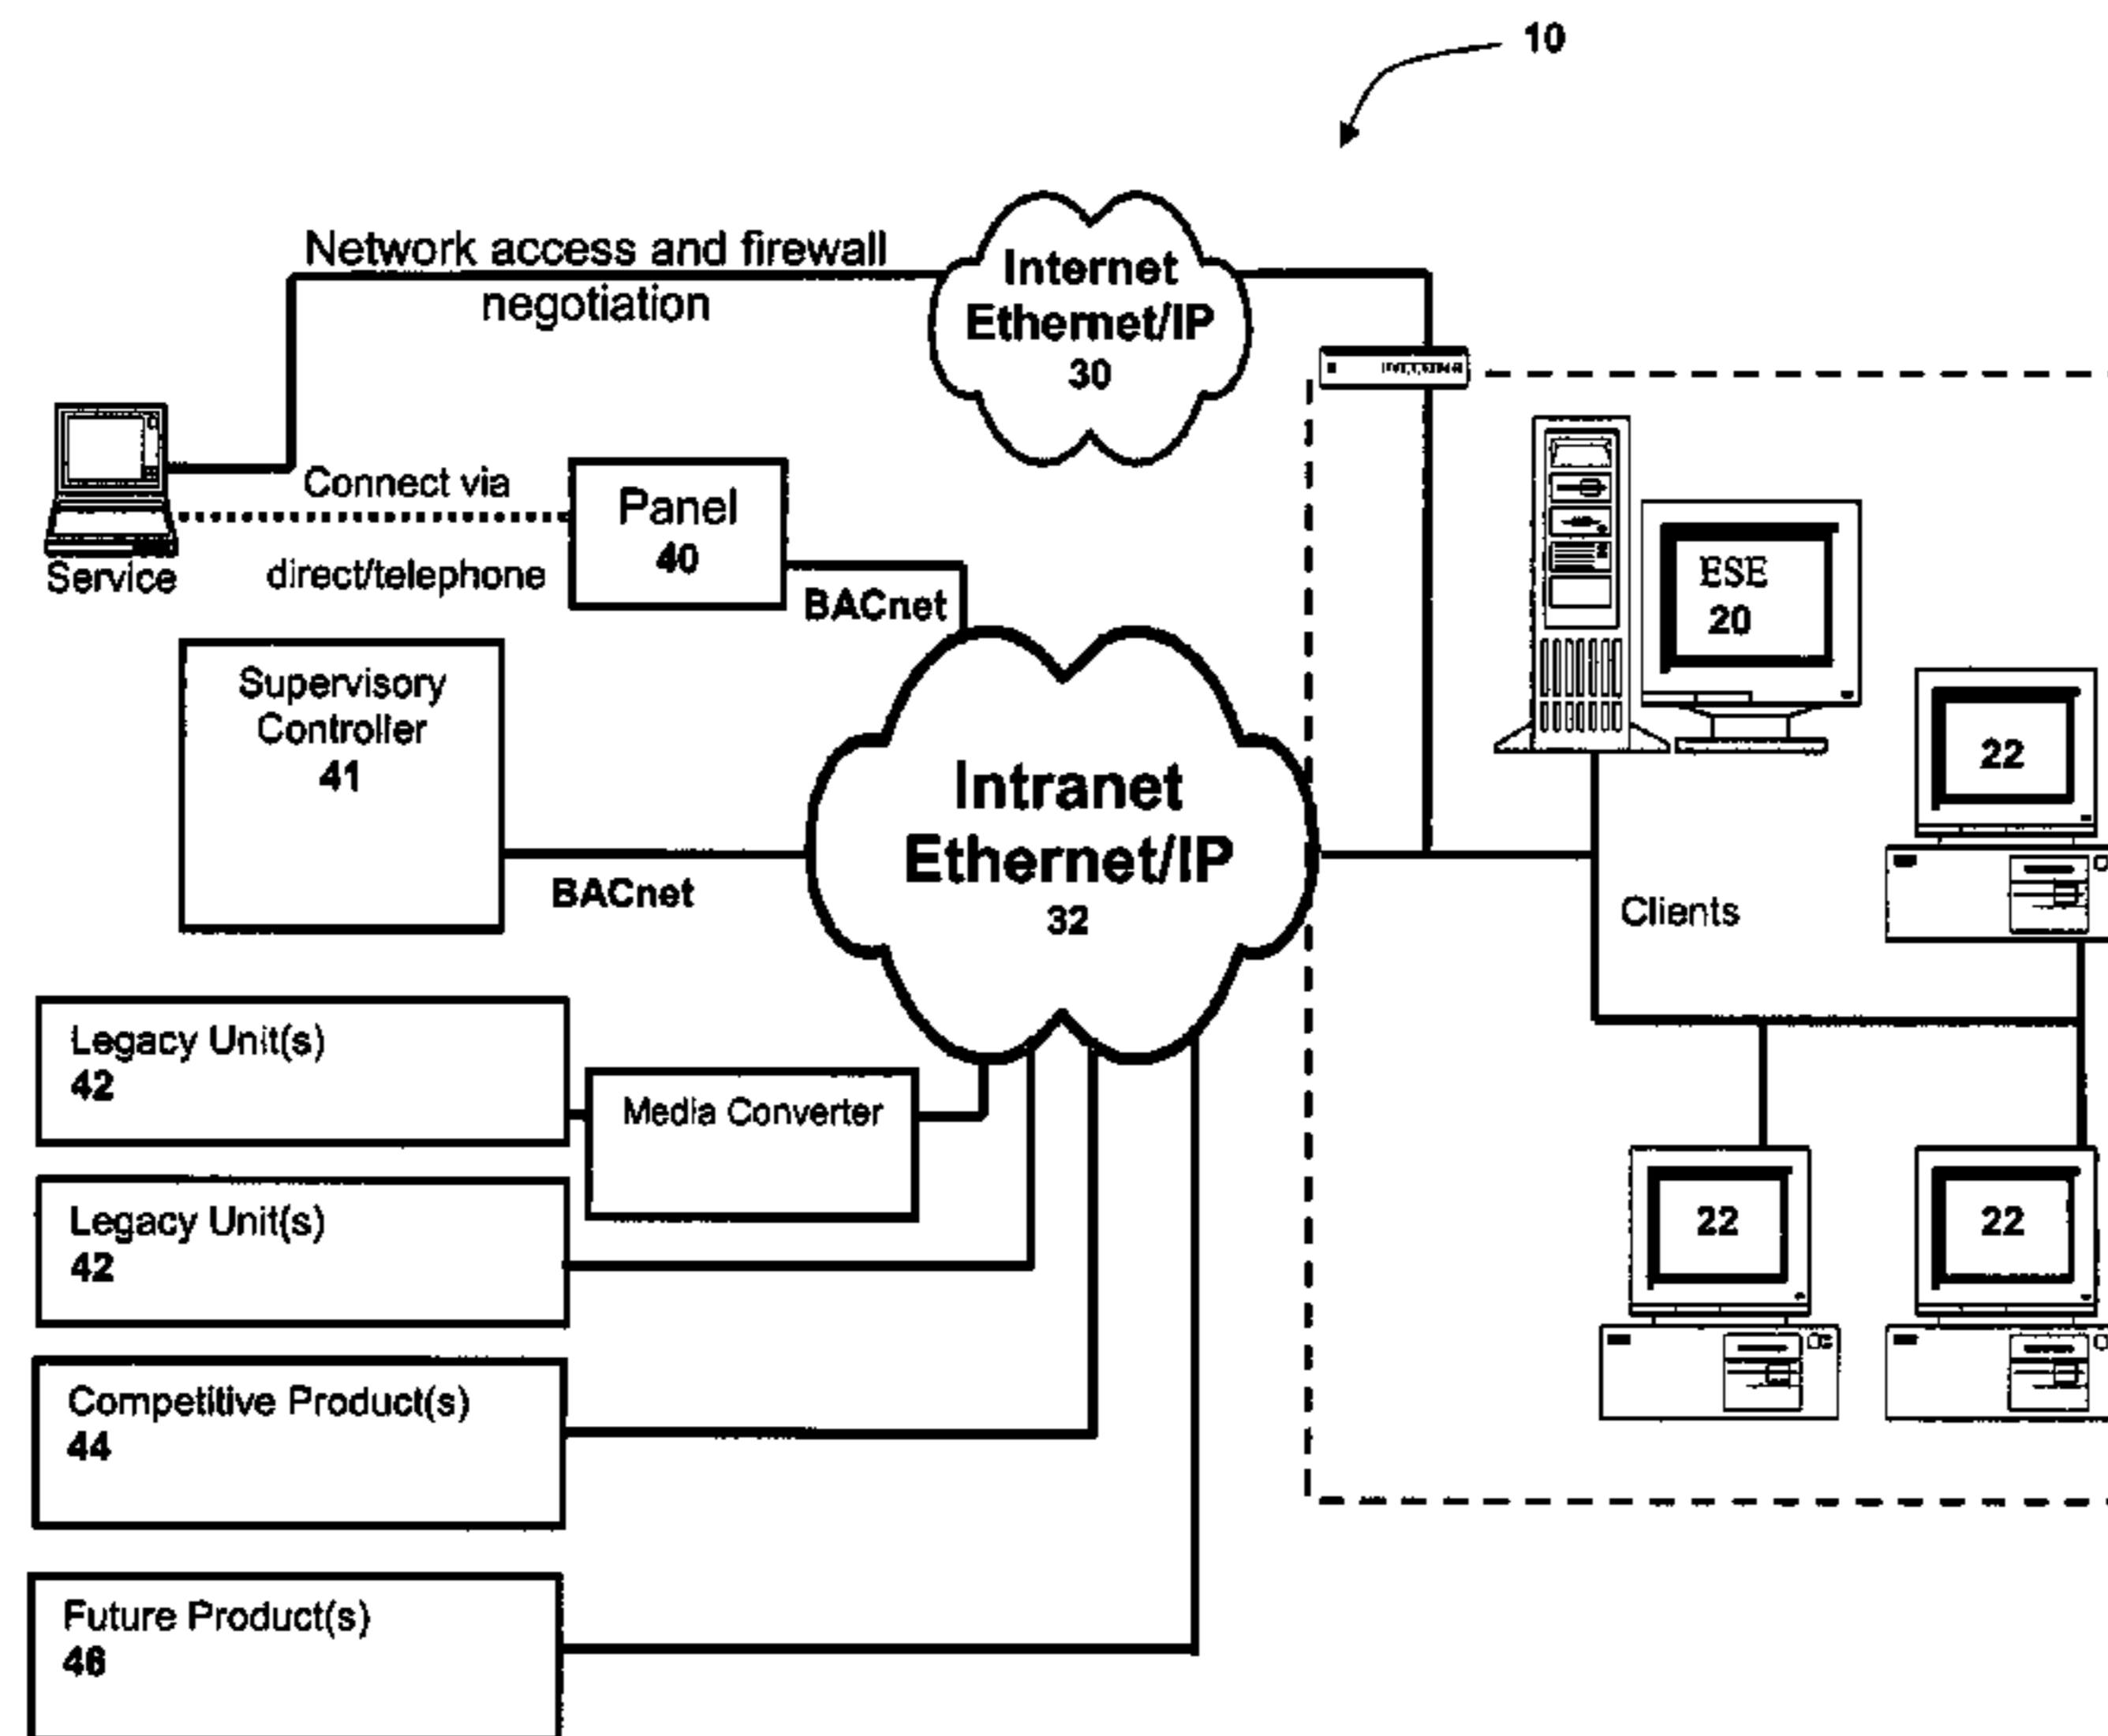 10
Network access and firewall
negotiation
Internet
Ethernet/IP
30
Connect via
direct/telephone
Service
Panel
40
BACnet
ESE
20
Supervisory
Controller
41
BACnet
Intranet
Ethernet/IP
32
22
Clients
Legacy Unit(s)
42
Media Converter
Legacy Unit(s)
42
22
22
Competitive Product(s)
44
Future Product(s)
46